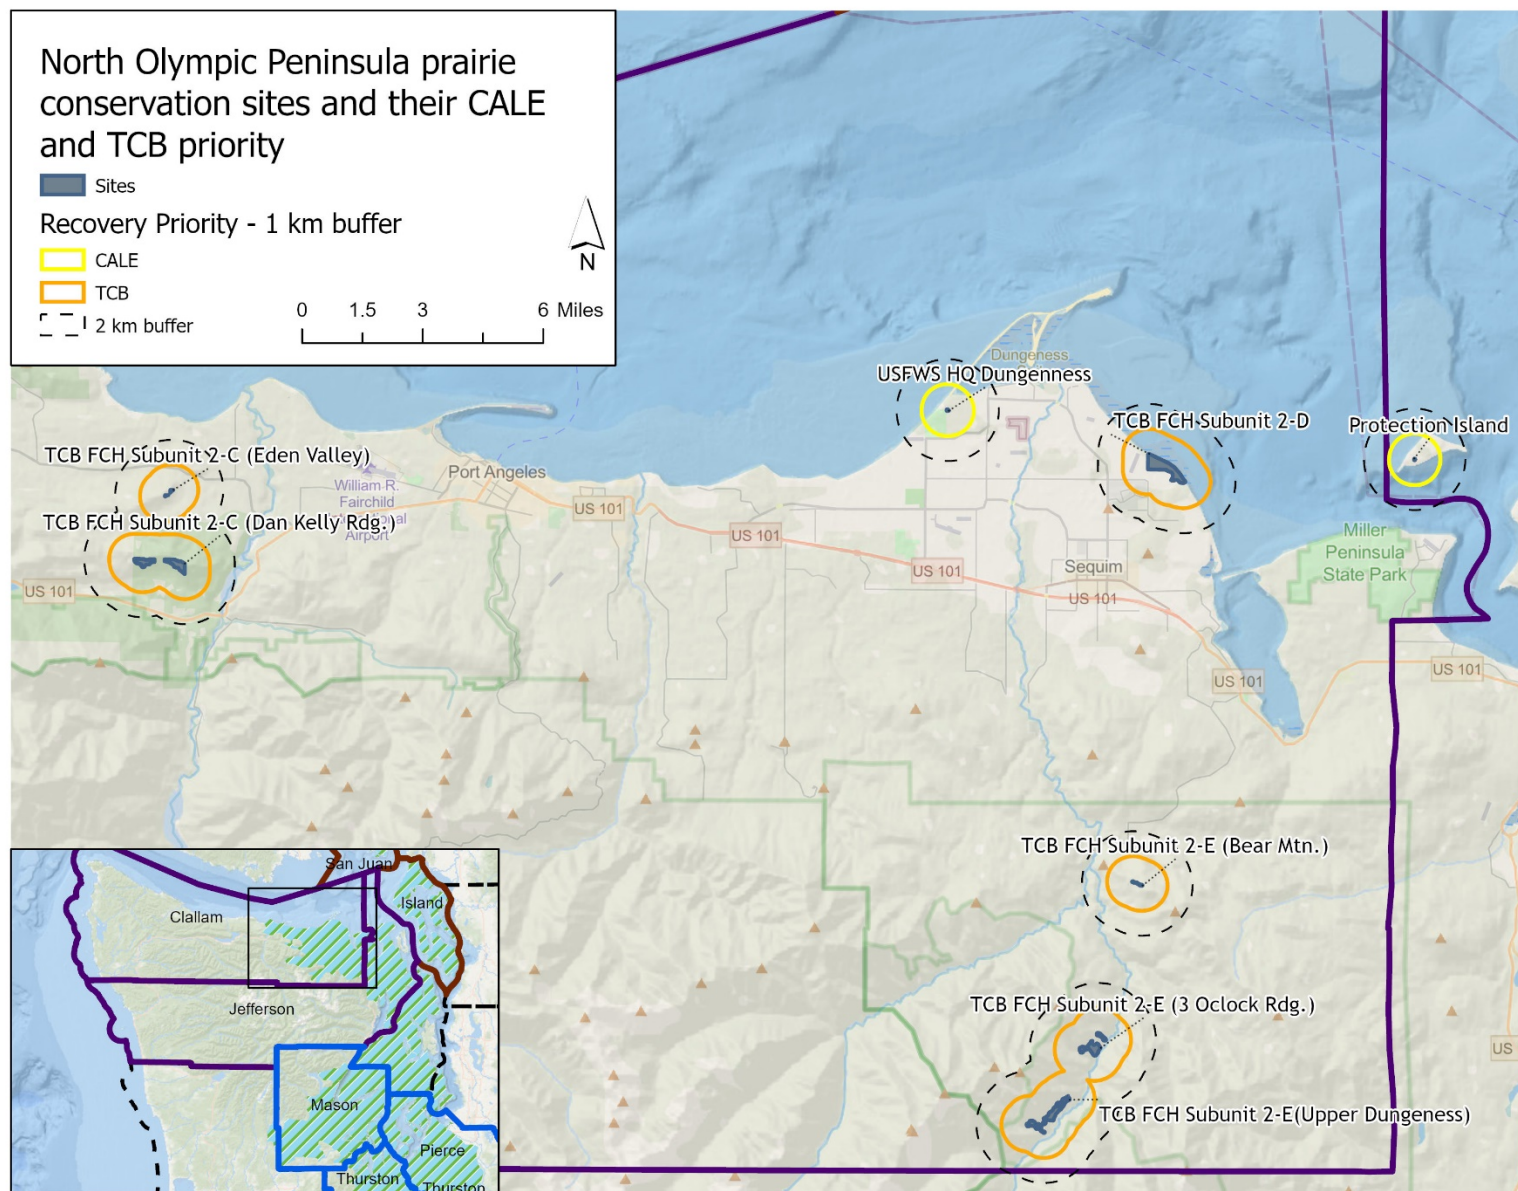 North Olympic Peninsula prairie
conservation sites and their CALE
and TCB priority
Sites
Recovery Priority - 1 km buffer
CALE
TCB
2 km buffer
N
0 1.5 3 6 Miles
Dungeness
USFWS HQ Dungenness
TCB FCH Subunit 2-D
Protection Island
TCB FCH Subunit 2-C (Eden Valley)
Port Angeles
William R.
Fairchild
International
Airport
TCB FCH Subunit 2-C (Dan Kelly Rdg.)
US 101
US 101
US 101
US 101
Sequim
US 101
Miller
Peninsula
State Park
US 101
US 101
TCB FCH Subunit 2-E (Bear Mtn.)
TCB FCH Subunit 2-E (3 Oclock Rdg.)
US
TCB FCH Subunit 2-E(Upper Dungeness)
San Juan
Clallam
Island
Jefferson
Mason
Pierce
Thurston
Thurston